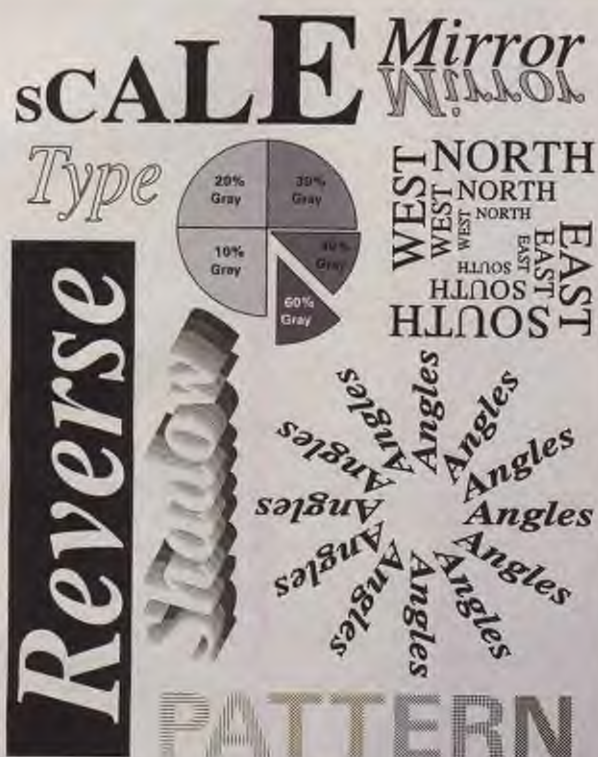 sCALE
Mirror
Mirror
Type
20%
Gray
30%
Gray
40%
Gray
10%
Gray
60%
Gray
NORTH
NORTH
NORTH
WEST
WEST
WEST
EAST
EAST
EAST
SOUTH
SOUTH
SOUTH
Reverse
Shadow
Angles
Angles
Angles
Angles
Angles
Angles
Angles
Angles
Angles
Angles
Angles
Angles
PATTERN